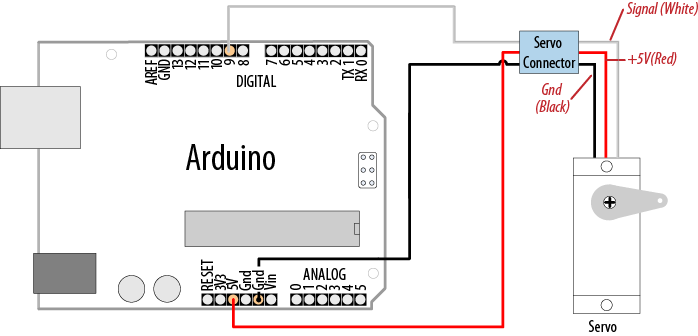 Signal (White)
Servo
Connector
+5V(Red)
Gnd
(Black)
AREF
GND
13
12
11
10
9
8
7
6
5
4
3
2
TX 1
RX 0
DIGITAL
Arduino
RESET
3V3
5V
Gnd
Gnd
Vin
ANALOG
0
1
2
3
4
5
Servo